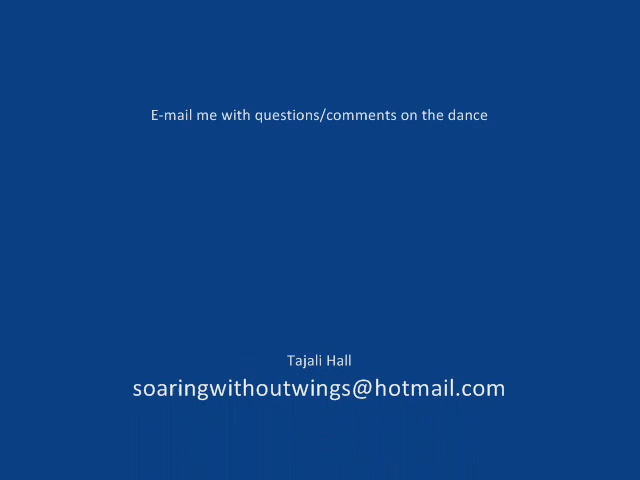 E-mail me with questions/comments on the dance
Tajali Hall
soaringwithoutwings@hotmail.com